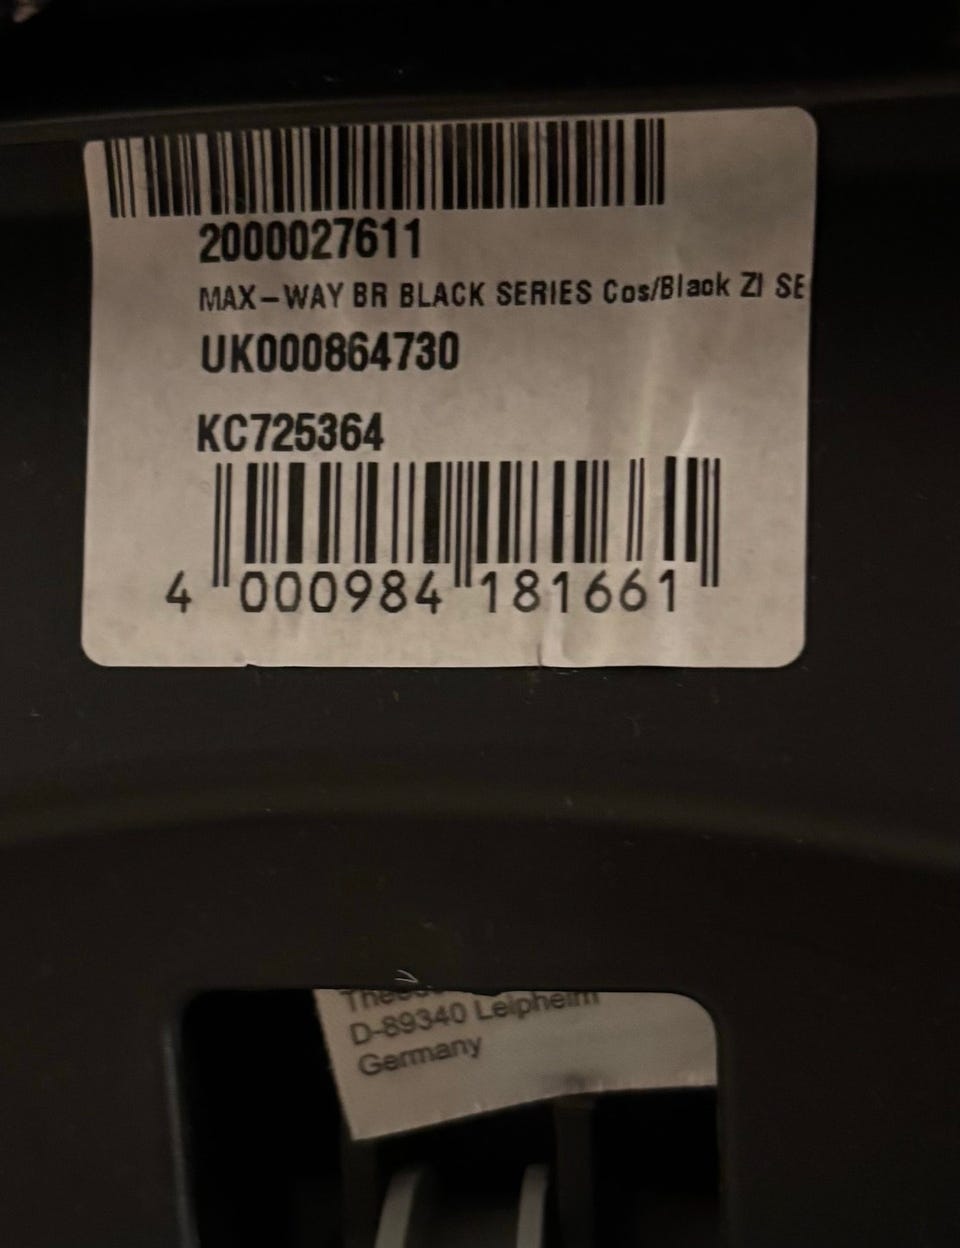 2000027611
MAX-WAY BR BLACK SERIES Cos/Black ZI SE
UK000864730
KC725364
4 000984 181661
D-89340 Leipheim
Germany